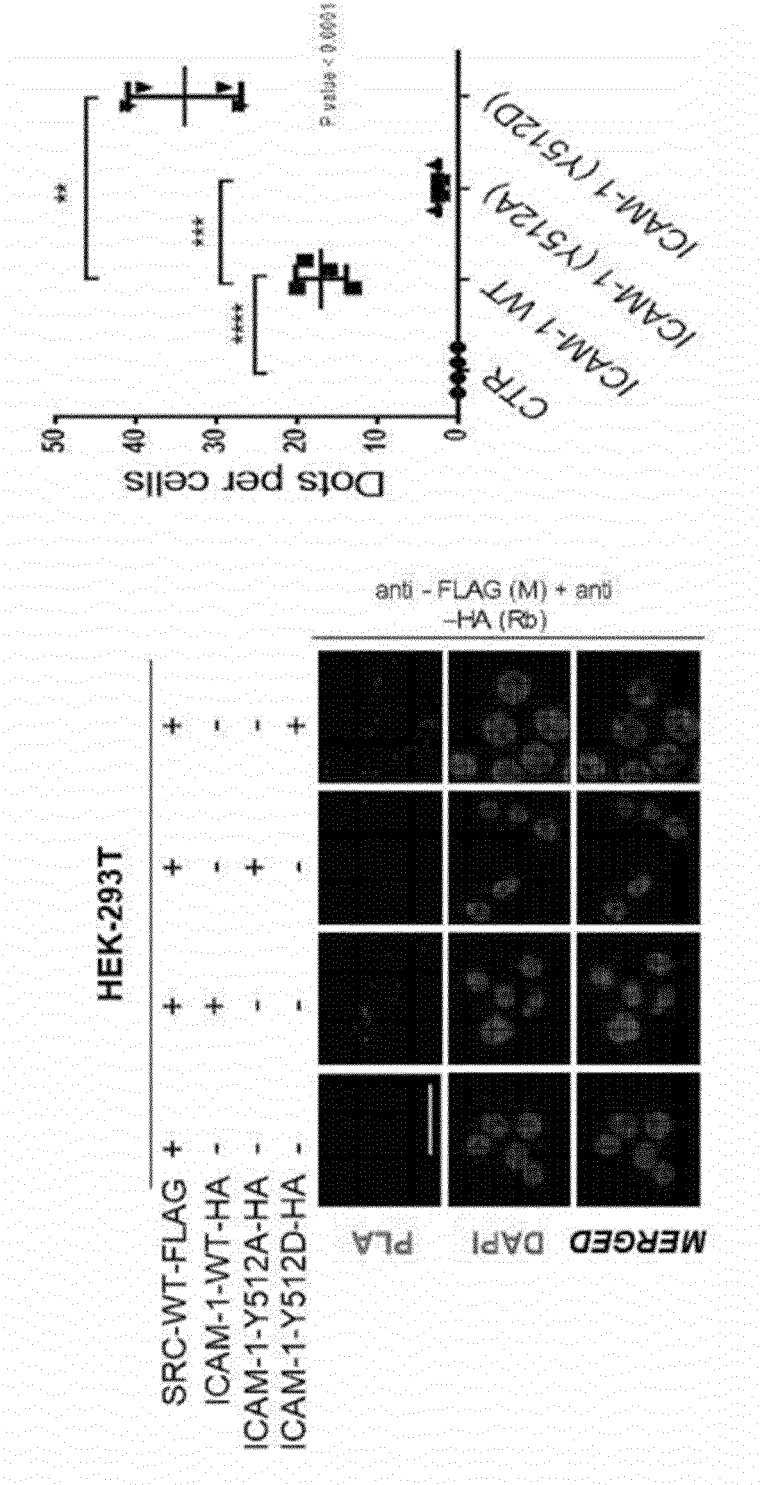 HEK-293T
SRC-WT-FLAG + + + +
ICAM-1-WT-HA - + - -
ICAM-1-Y512A-HA - - + -
ICAM-1-Y512D-HA - - - +
PLA
DAPI
MERGED
anti - FLAG (M) + anti
-HA (Rb)
Dots per cells
50
40
30
20
10
0
**
***
****
P value < 0.0001
CTR
ICAM-1 WT
ICAM-1 (Y512A)
ICAM-1 (Y512D)